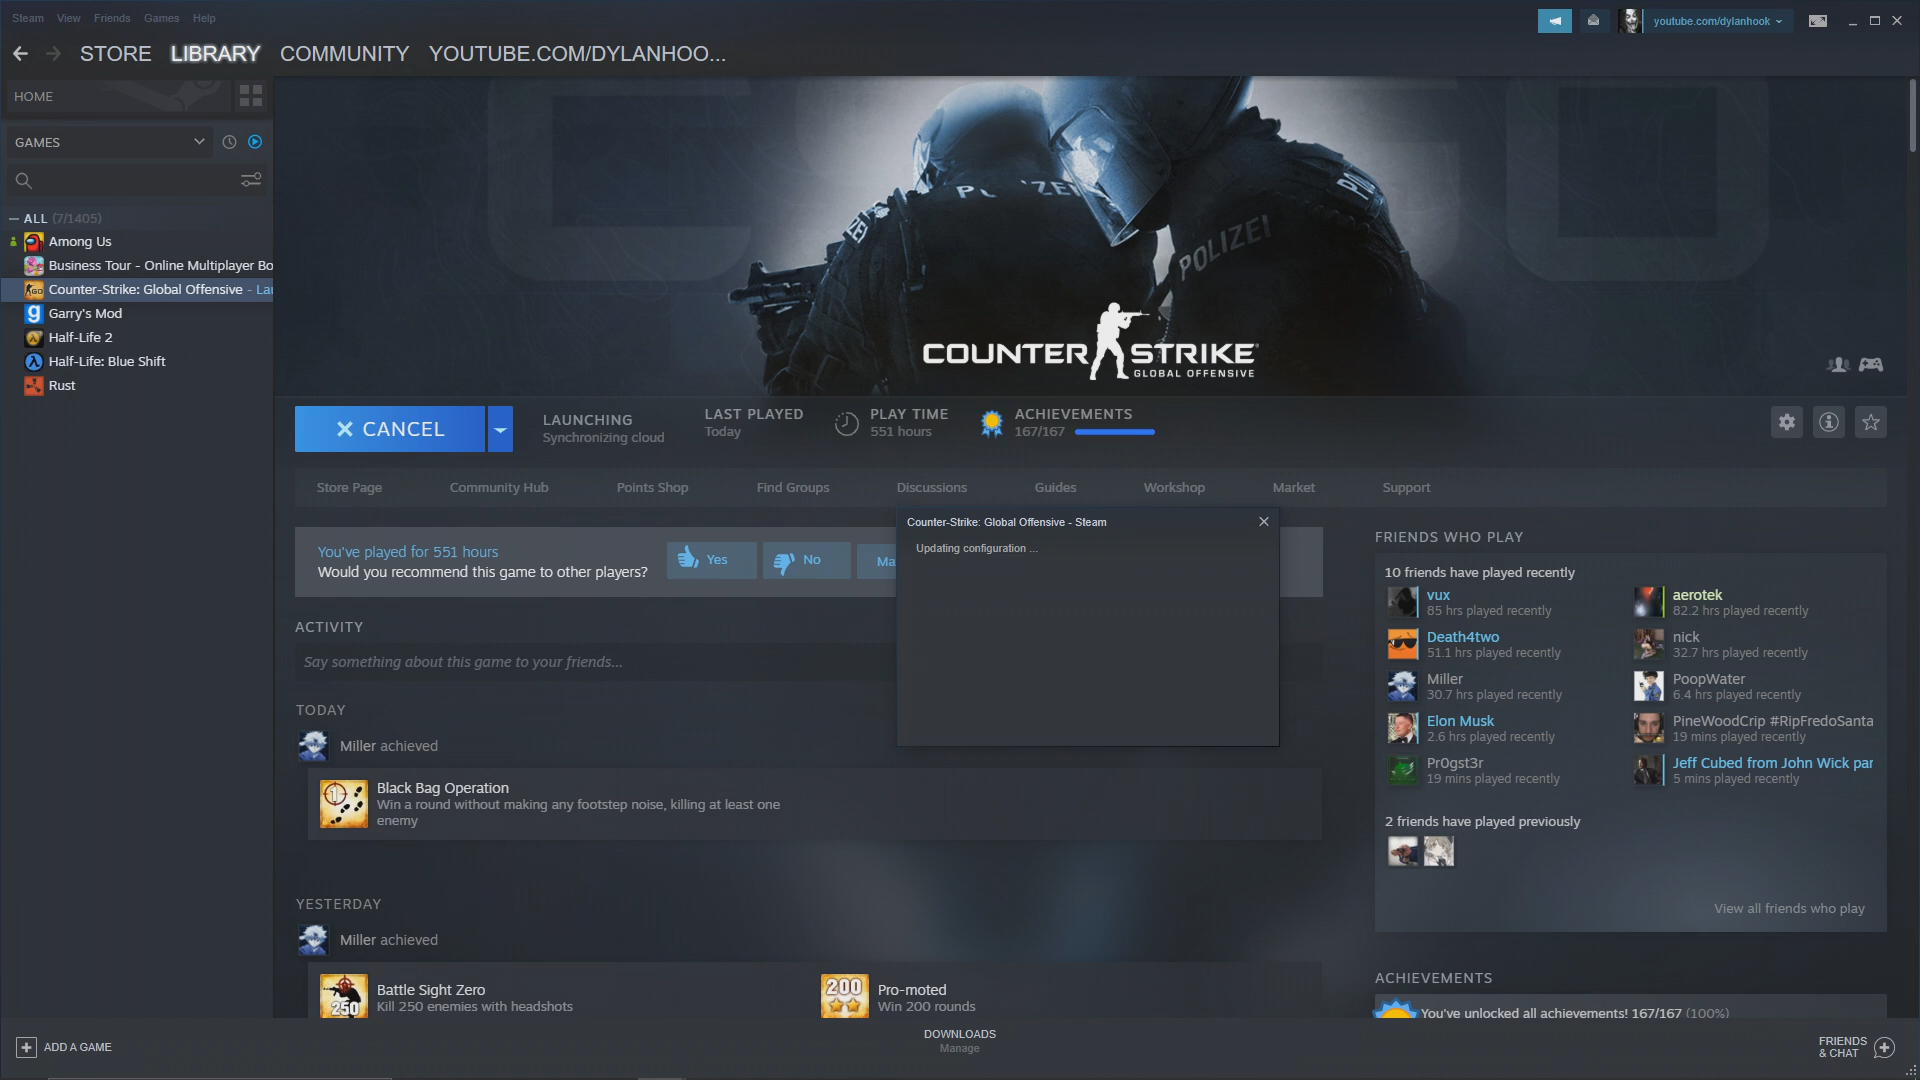 Steam View Friends Games Help
youtube.com/dylanhook
STORE LIBRARY COMMUNITY YOUTUBE.COM/DYLANHOO...
HOME
GAMES
ALL (7/1405)
Among Us
Business Tour - Online Multiplayer Bo
Counter-Strike: Global Offensive - Lau
Garry's Mod
Half-Life 2
Half-Life: Blue Shift
Rust
POLIZEI
COUNTER STRIKE
GLOBAL OFFENSIVE
CANCEL
LAUNCHING
Synchronizing cloud
LAST PLAYED
Today
PLAY TIME
551 hours
ACHIEVEMENTS
167/167
Store Page Community Hub Points Shop Find Groups Discussions Guides Workshop Market Support
You've played for 551 hours
Would you recommend this game to other players?
Yes No Ma
Counter-Strike: Global Offensive - Steam
Updating configuration ...
ACTIVITY
Say something about this game to your friends...
TODAY
Miller achieved
Black Bag Operation
Win a round without making any footstep noise, killing at least one
enemy
YESTERDAY
Miller achieved
250
Battle Sight Zero
Kill 250 enemies with headshots
200
Pro-moted
Win 200 rounds
FRIENDS WHO PLAY
10 friends have played recently
vux
85 hrs played recently
aerotek
82.2 hrs played recently
Death4two
51.1 hrs played recently
nick
32.7 hrs played recently
Miller
30.7 hrs played recently
PoopWater
6.4 hrs played recently
Elon Musk
2.6 hrs played recently
PineWoodCrip #RipFredoSanta
19 mins played recently
Pr0gst3r
19 mins played recently
Jeff Cubed from John Wick par
5 mins played recently
2 friends have played previously
View all friends who play
ACHIEVEMENTS
You've unlocked all achievements! 167/167 (100%)
ADD A GAME
DOWNLOADS
Manage
FRIENDS
& CHAT